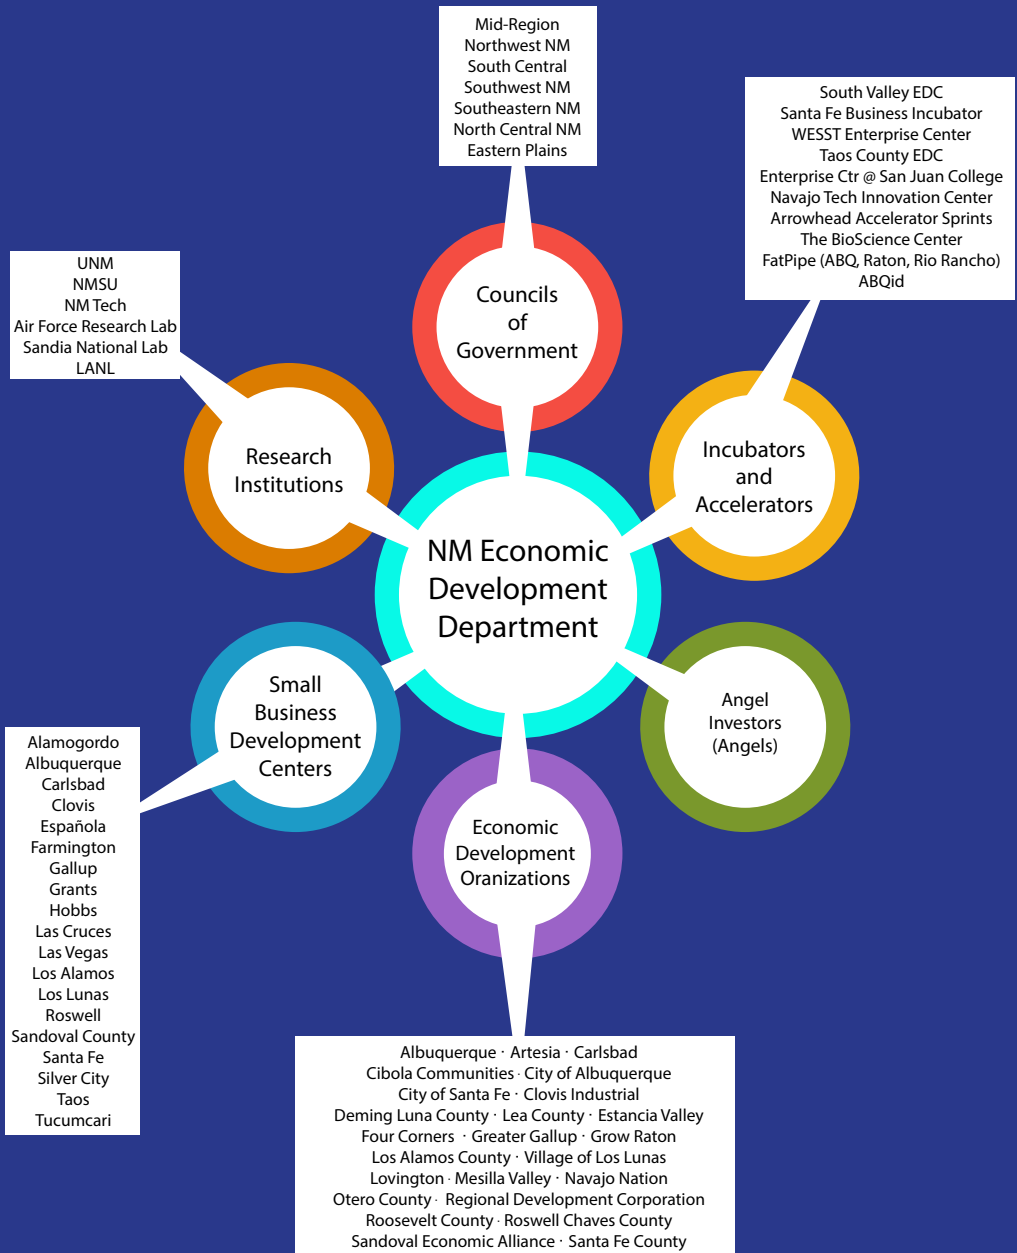 Mid-Region
Northwest NM
South Central
Southwest NM
Southeastern NM
North Central NM
Eastern Plains
South Valley EDC
Santa Fe Business Incubator
WESST Enterprise Center
Taos County EDC
Enterprise Ctr @ San Juan College
Navajo Tech Innovation Center
Arrowhead Accelerator Sprints
The BioScience Center
FatPipe (ABQ, Raton, Rio Rancho)
ABQid
UNM
NMSU
NM Tech
Air Force Research Lab
Sandia National Lab
LANL
Councils
of
Government
Research
Institutions
Incubators
and
Accelerators
NM Economic
Development
Department
Small
Business
Development
Centers
Angel
Investors
(Angels)
Economic
Development
Oranizations
Alamogordo
Albuquerque
Carlsbad
Clovis
Española
Farmington
Gallup
Grants
Hobbs
Las Cruces
Las Vegas
Los Alamos
Los Lunas
Roswell
Sandoval County
Santa Fe
Silver City
Taos
Tucumcari
Albuquerque · Artesia · Carlsbad
Cibola Communities · City of Albuquerque
City of Santa Fe · Clovis Industrial
Deming Luna County · Lea County · Estancia Valley
Four Corners · Greater Gallup · Grow Raton
Los Alamos County · Village of Los Lunas
Lovington · Mesilla Valley · Navajo Nation
Otero County · Regional Development Corporation
Roosevelt County · Roswell Chaves County
Sandoval Economic Alliance · Santa Fe County